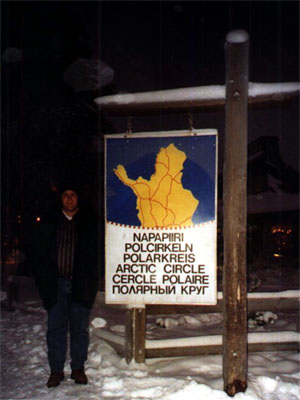 NAPAPIIRI
POLCIRKELN
POLARKREIS
ARCTIC CIRCLE
CERCLE POLAIRE
ПОЛЯРНЫЙ КРУГ